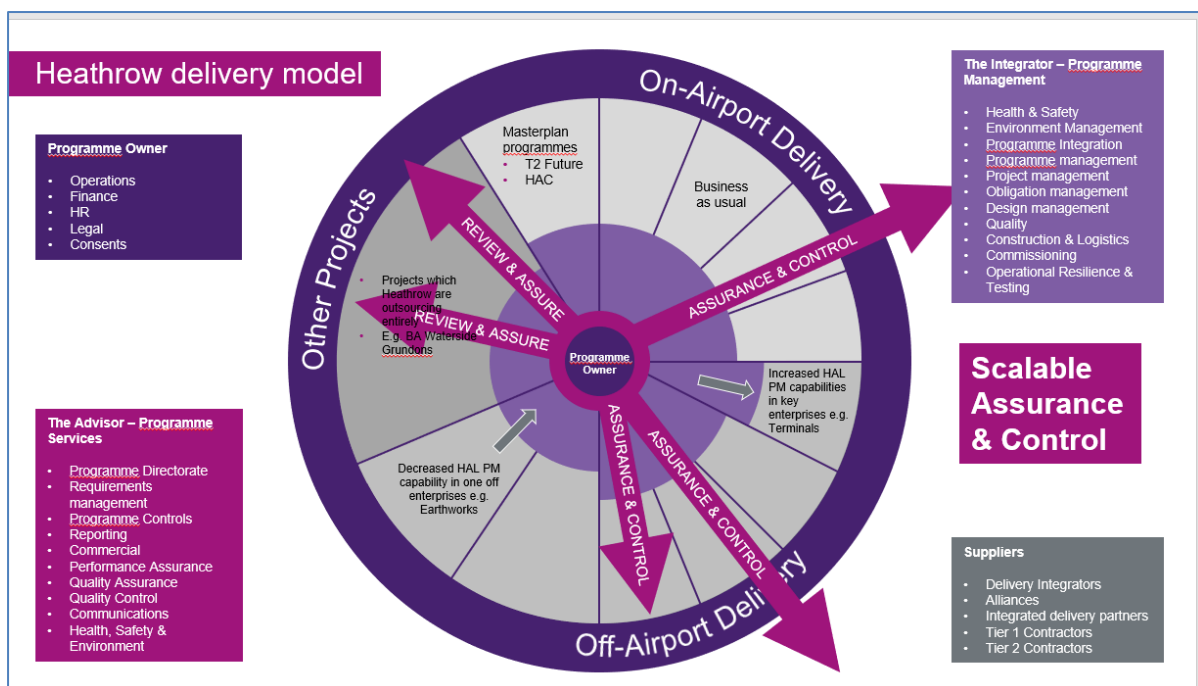 Heathrow delivery model
Programme Owner
• Operations
• Finance
• HR
• Legal
• Consents
The Advisor – Programme
Services
• Programme Directorate
• Requirements
management
• Programme Controls
• Reporting
• Commercial
• Performance Assurance
• Quality Assurance
• Quality Control
• Communications
• Health, Safety &
Environment
Other Projects
On-Airport Delivery
Off-Airport Delivery
Masterplan
programmes
• T2 Future
• HAC
Business
as usual
REVIEW & ASSURE
ASSURANCE & CONTROL
• Projects which
Heathrow are
outsourcing
entirely
• E.g. BA Waterside
Grundons
REVIEW & ASSURE
Programme
Owner
Increased HAL
PM capabilities
in key
enterprises e.g.
Terminals
Decreased HAL PM
capability in one off
enterprises e.g.
Earthworks
ASSURANCE & CONTROL
ASSURANCE & CONTROL
The Integrator – Programme
Management
• Health & Safety
• Environment Management
• Programme Integration
• Programme management
• Project management
• Obligation management
• Design management
• Quality
• Construction & Logistics
• Commissioning
• Operational Resilience &
Testing
Scalable
Assurance
& Control
Suppliers
• Delivery Integrators
• Alliances
• Integrated delivery partners
• Tier 1 Contractors
• Tier 2 Contractors